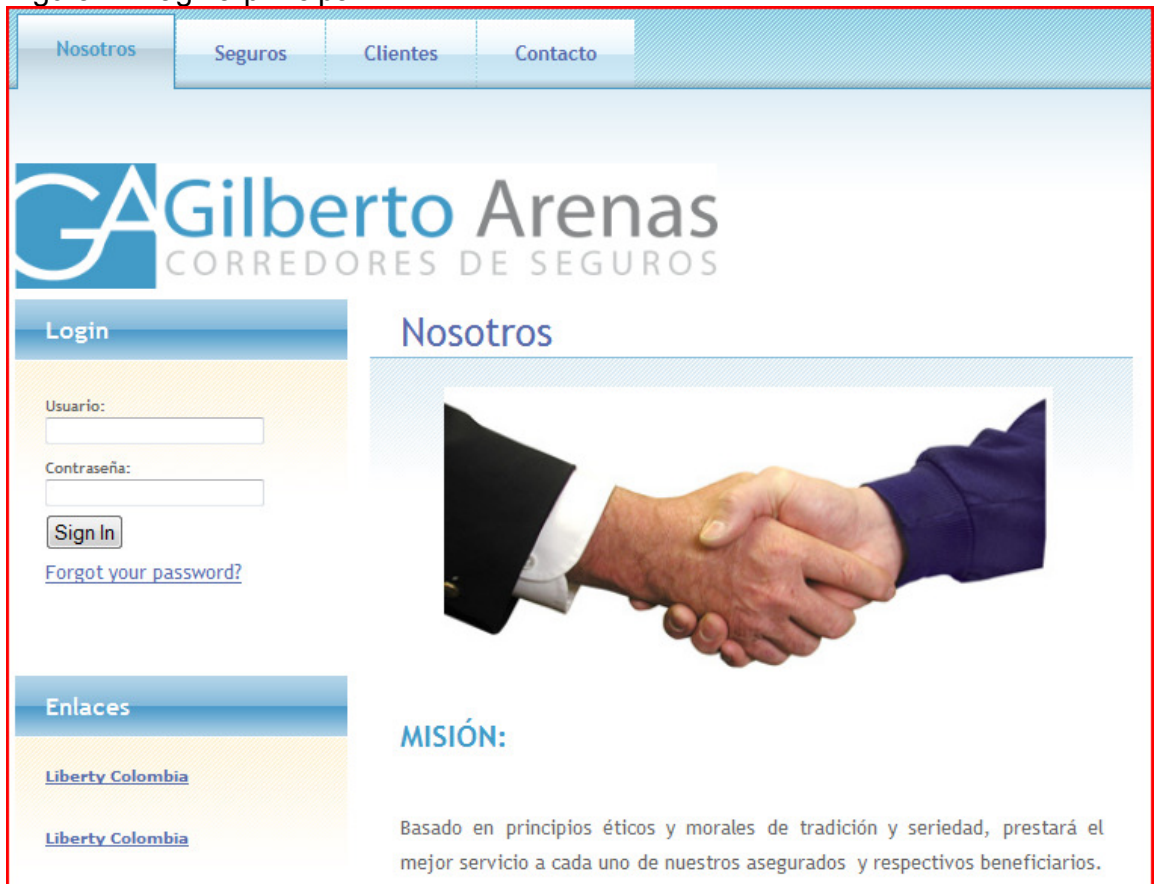 Nosotros
Seguros
Clientes
Contacto
GA
Gilberto Arenas
CORREDORES DE SEGUROS
Login
Usuario:
Contraseña:
Sign In
Forgot your password?
Enlaces
Liberty Colombia
Liberty Colombia
Nosotros
MISIÓN:
Basado en principios éticos y morales de tradición y seriedad, prestará el
mejor servicio a cada uno de nuestros asegurados y respectivos beneficiarios.